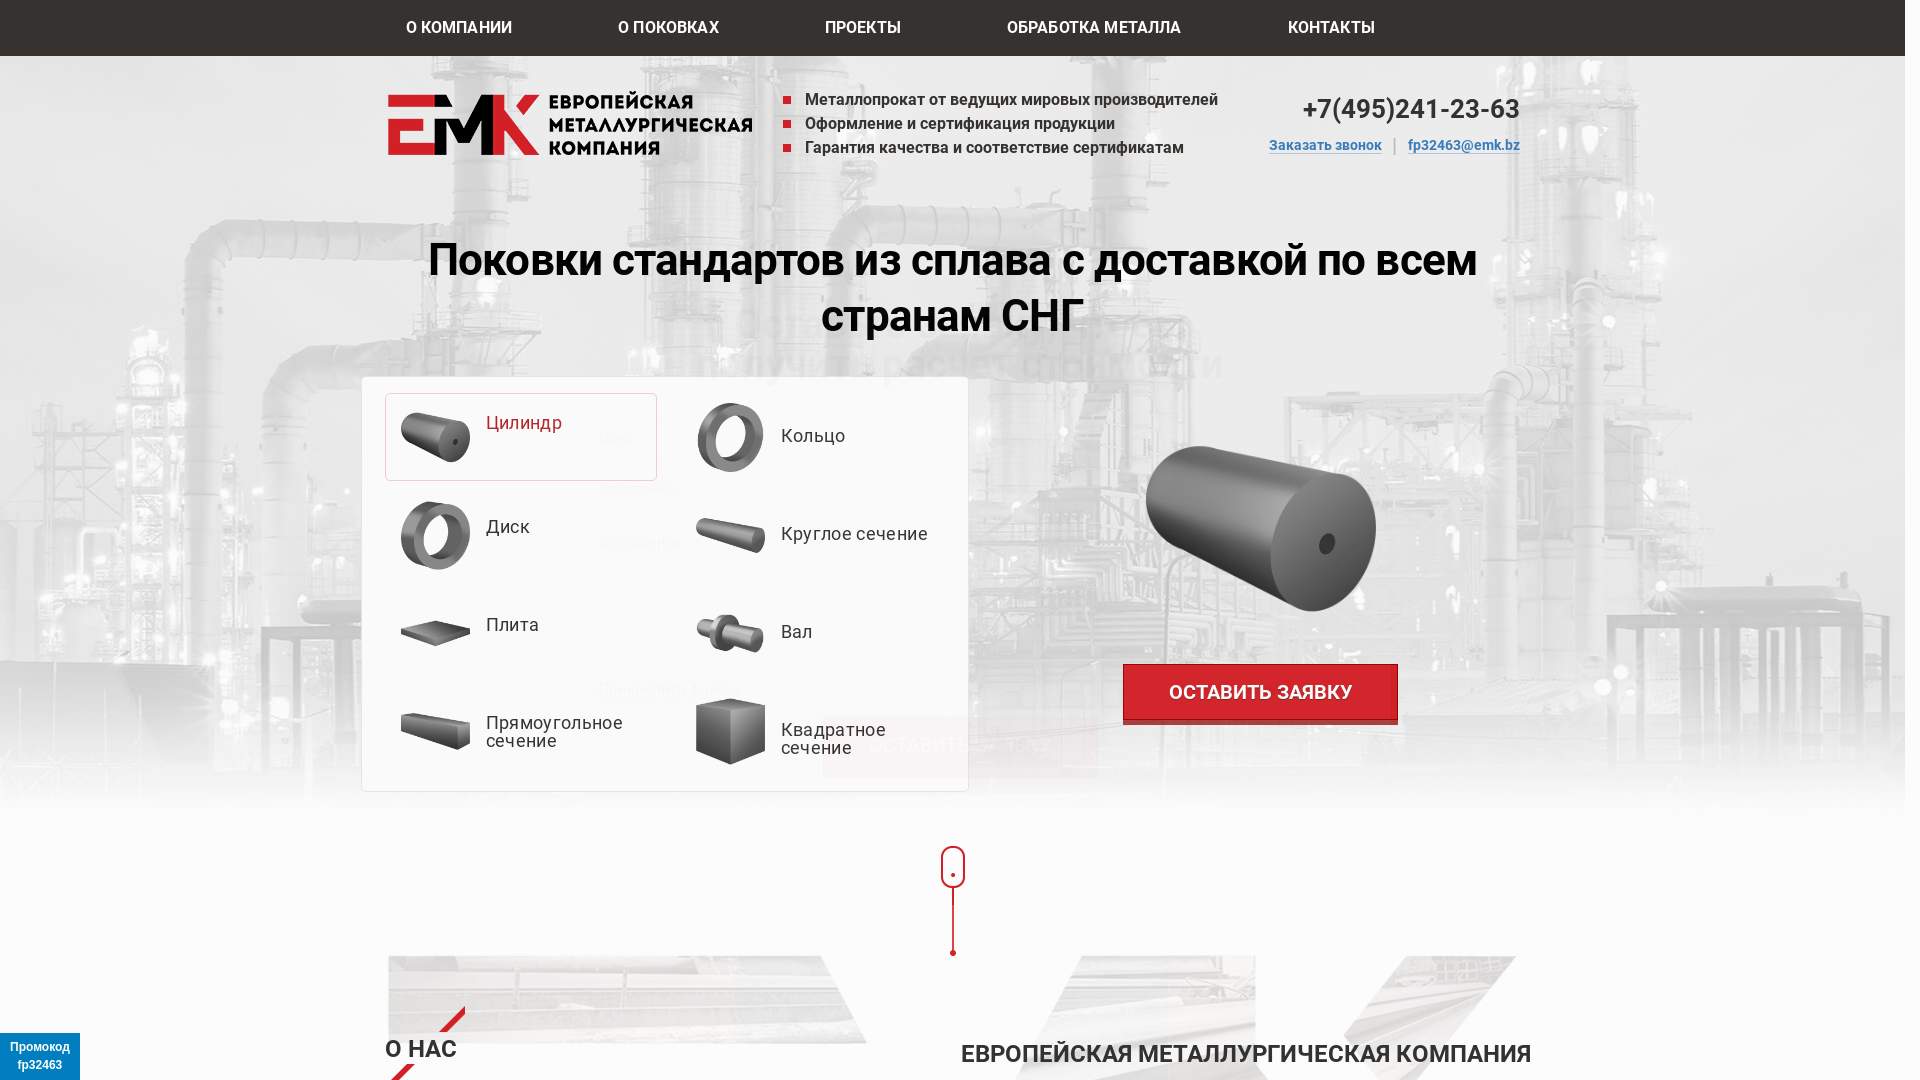 О КОМПАНИИ
О ПОКОВКАХ
ПРОЕКТЫ
ОБРАБОТКА МЕТАЛЛА
КОНТАКТЫ
ЕМК
ЕВРОПЕЙСКАЯ
МЕТАЛЛУРГИЧЕСКАЯ
КОМПАНИЯ
Металлопрокат от ведущих мировых производителей
Оформление и сертификация продукции
Гарантия качества и соответствие сертификатам
+7(495)241-23-63
Заказать звонок | fp32463@emk.bz
Поковки стандартов из сплава с доставкой по всем
странам СНГ
Цилиндр
Кольцо
Диск
Круглое сечение
Плита
Вал
Прямоугольное
сечение
Квадратное
сечение
ОСТАВИТЬ ЗАЯВКУ
О НАС
ЕВРОПЕЙСКАЯ МЕТАЛЛУРГИЧЕСКАЯ КОМПАНИЯ
Промокод
fp32463